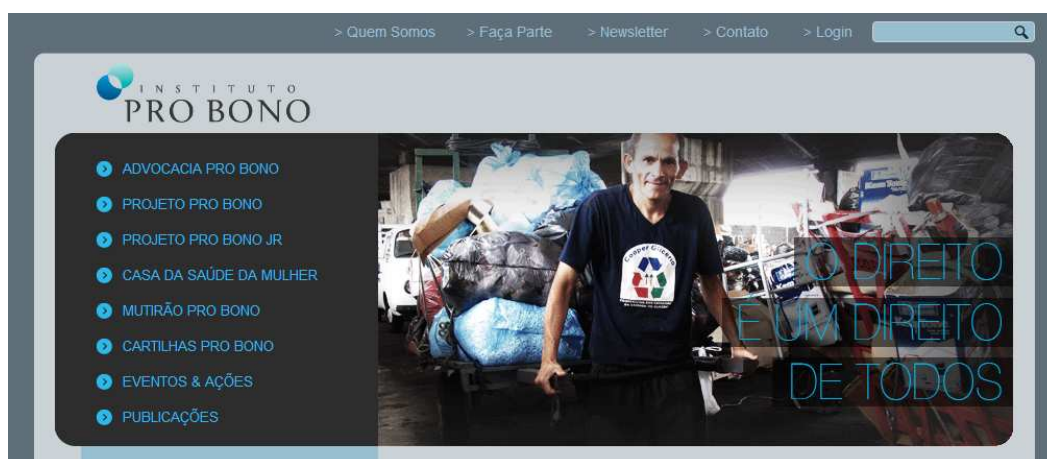 > Quem Somos > Faça Parte > Newsletter > Contato > Login
INSTITUTO
PRO BONO
ADVOCACIA PRO BONO
PROJETO PRO BONO
PROJETO PRO BONO JR
CASA DA SAÚDE DA MULHER
MUTIRÃO PRO BONO
CARTILHAS PRO BONO
EVENTOS & AÇÕES
PUBLICAÇÕES
O DIREITO
É UM DIREITO
DE TODOS
Cooper Glicério